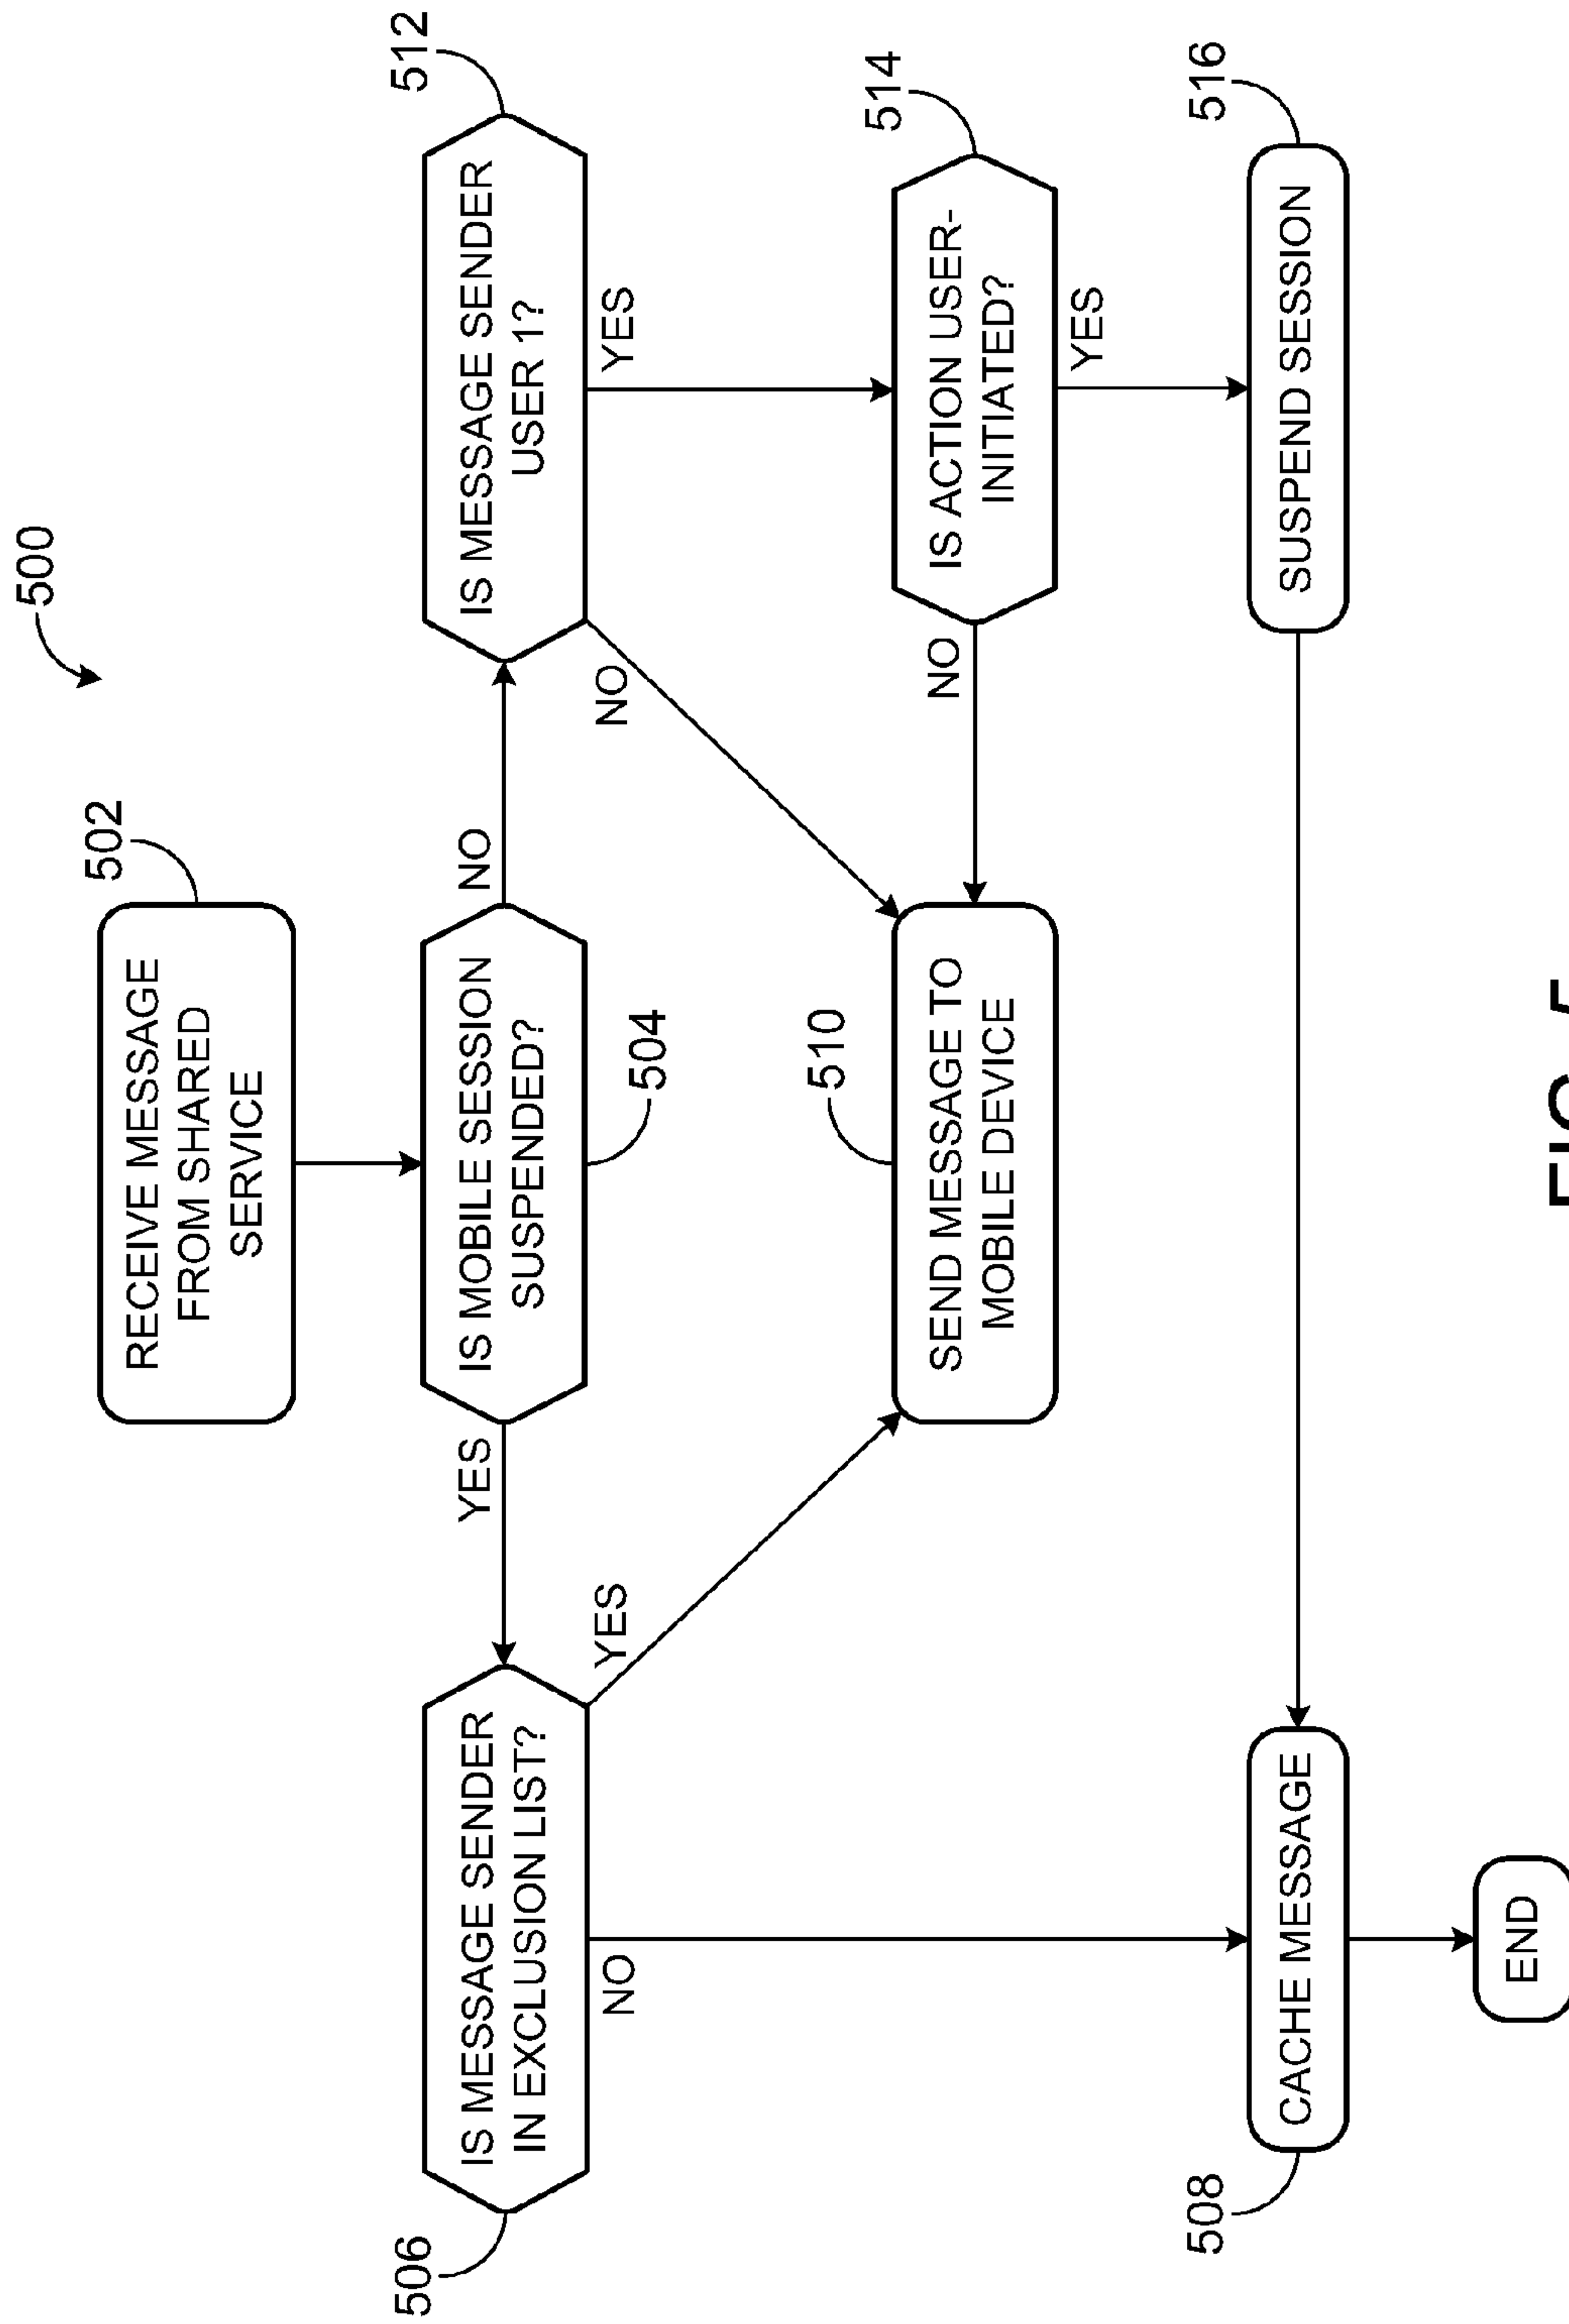 500
502
RECEIVE MESSAGE
FROM SHARED
SERVICE
504
IS MOBILE SESSION
SUSPENDED?
YES
NO
506
IS MESSAGE SENDER
IN EXCLUSION LIST?
YES
NO
512
IS MESSAGE SENDER
USER 1?
NO
YES
510
SEND MESSAGE TO
MOBILE DEVICE
514
IS ACTION USER-
INITIATED?
NO
YES
508
CACHE MESSAGE
516
SUSPEND SESSION
END